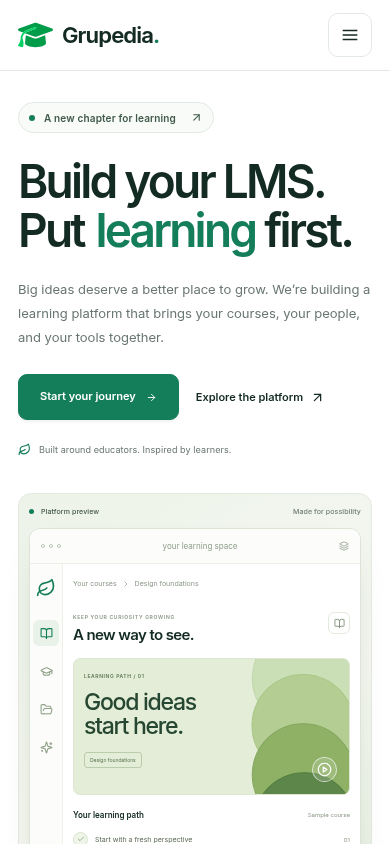 Grupedia.
A new chapter for learning
Build your LMS.
Put learning first.
Big ideas deserve a better place to grow. We’re building a
learning platform that brings your courses, your people,
and your tools together.
Start your journey
Explore the platform
Built around educators. Inspired by learners.
Platform preview
Made for possibility
your learning space
Your courses
Design foundations
KEEP YOUR CURIOSITY GROWING
A new way to see.
LEARNING PATH / 01
Good ideas
start here.
Design foundations
Your learning path
Sample course
Start with a fresh perspective
01